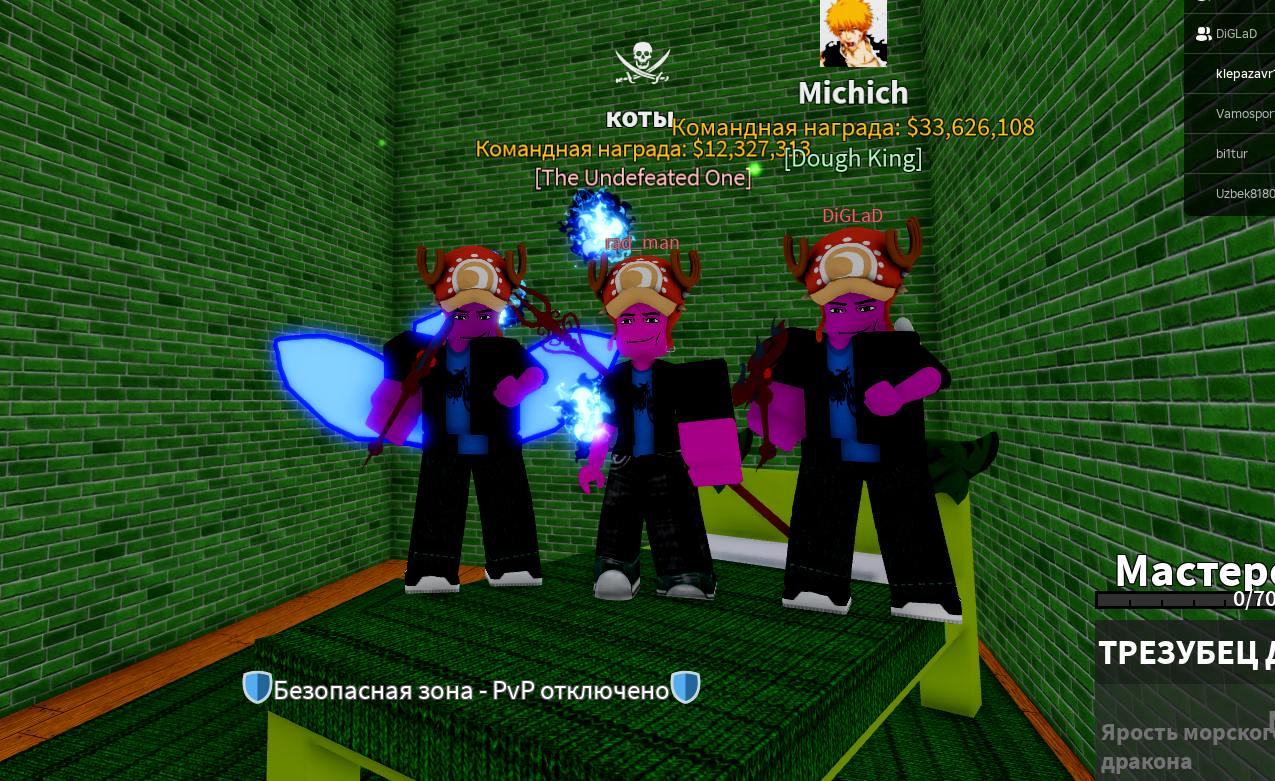 DiGLaD
klepazavr
Vamospor
bi1tur
Uzbek8180
Michich
Командная награда: $33,626,108
[Dough King]
коты
Командная награда: $12,327,313
[The Undefeated One]
DiGLaD
rad_man
Безопасная зона - PvP отключено
Мастерс
0/70
ТРЕЗУБЕЦ Д
Ярость морског
дракона